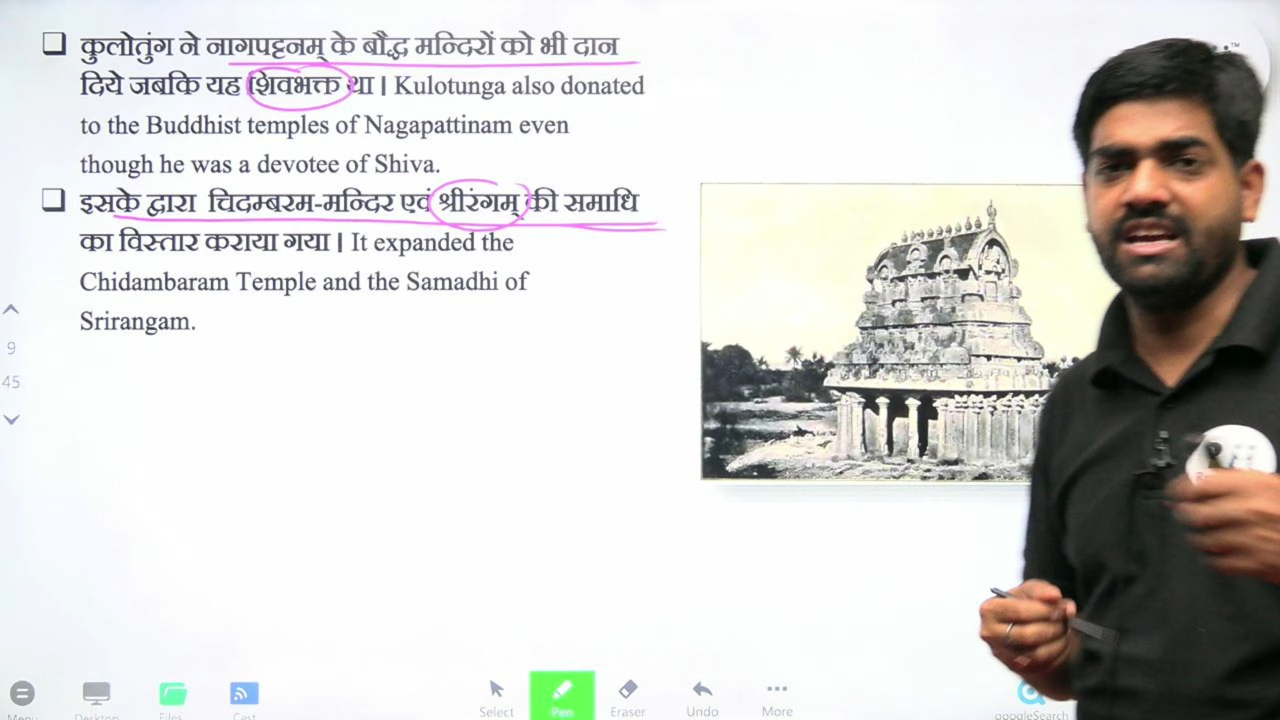 कुलोतुंग ने नागपट्टनम् के बौद्ध मन्दिरों को भी दान
दिये जबकि यह शिवभक्त था | Kulotunga also donated
to the Buddhist temples of Nagapattinam even
though he was a devotee of Shiva.
इसके द्वारा चिदम्बरम-मन्दिर एवं श्रीरंगम् की समाधि
का विस्तार कराया गया | It expanded the
Chidambaram Temple and the Samadhi of
Srirangam.
9
45
Menu
Desktop
Files
Cast
Select
Pen
Eraser
Undo
More
googleSearch